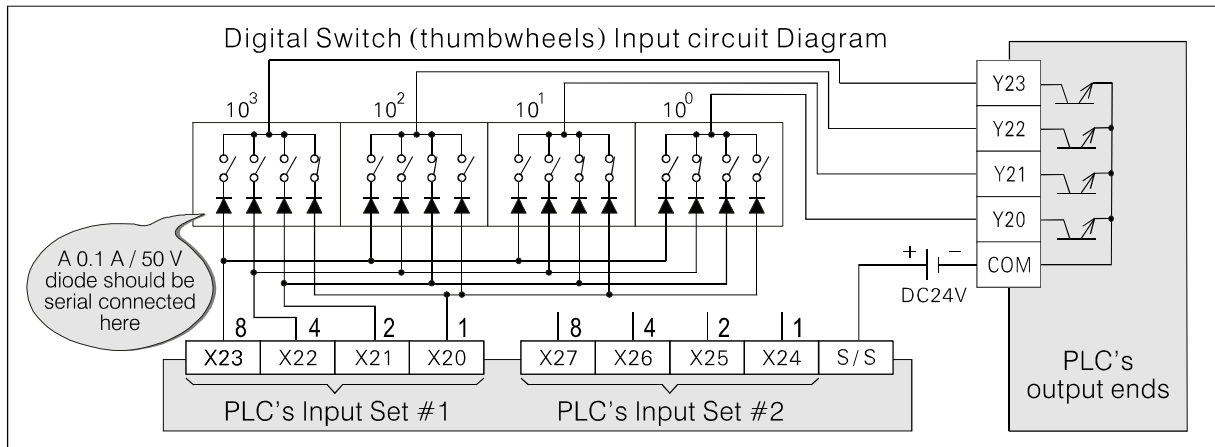 Digital Switch (thumbwheels) Input circuit Diagram
10³ 10² 10¹ 10⁰
Y23
Y22
Y21
Y20
COM
+ −
DC24V
A 0.1 A / 50 V
diode should be
serial connected
here
8 4 2 1 8 4 2 1
X23 X22 X21 X20 X27 X26 X25 X24 S/S
PLC's Input Set #1 PLC's Input Set #2
PLC's
output ends